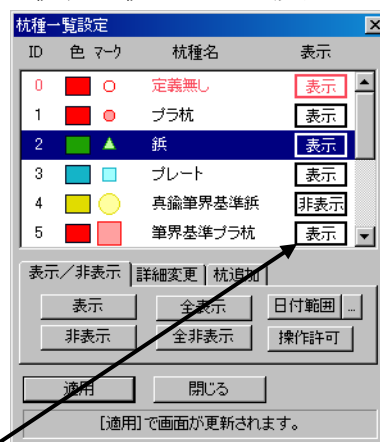 杭種一覧設定
ID 色 マーク 杭種名 表示
0 定義無し 表示
1 プラ杭 表示
2 鋲 表示
3 プレート 表示
4 真鍮筆界基準鋲 非表示
5 筆界基準プラ杭 表示
表示/非表示 詳細変更 杭追加
表示 全表示 日付範囲 ...
非表示 全非表示 操作許可
適用 閉じる
[適用]で画面が更新されます。